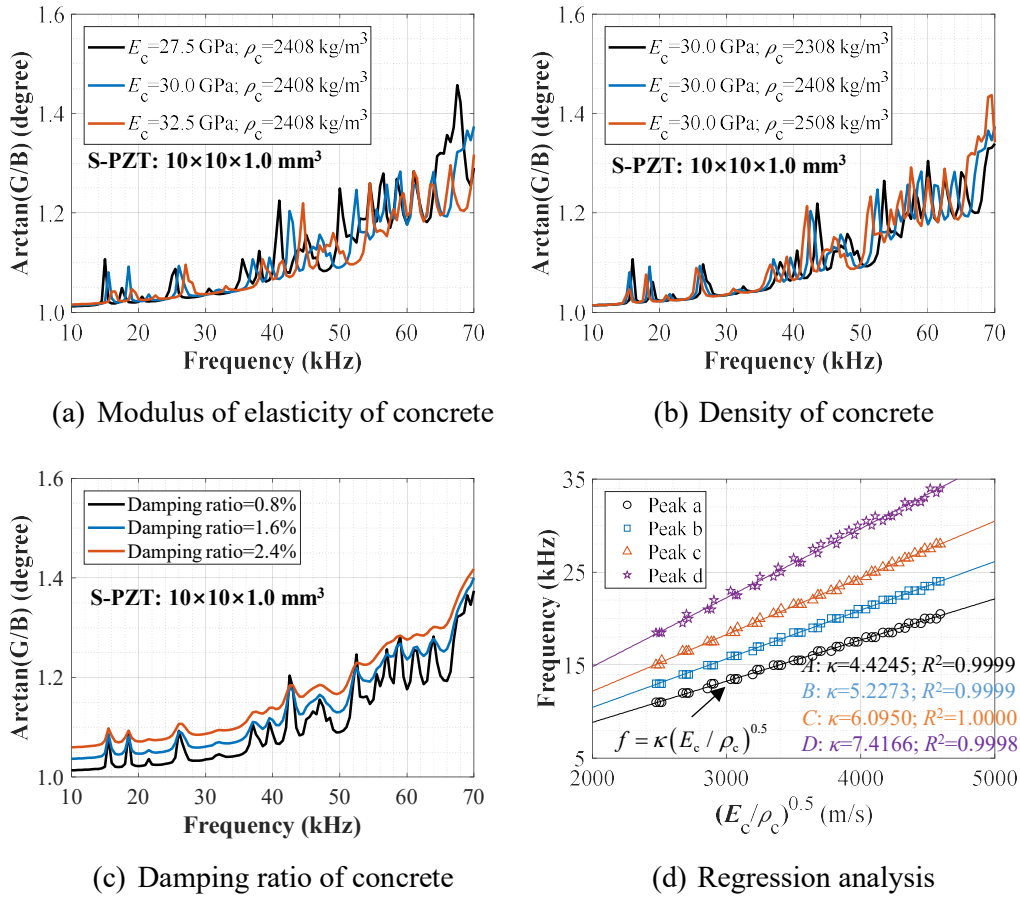 1.6
1.4
1.2
1.0
Arctan(G/B) (degree)
E_c=27.5 GPa; ρ_c=2408 kg/m³
E_c=30.0 GPa; ρ_c=2408 kg/m³
E_c=32.5 GPa; ρ_c=2408 kg/m³
S-PZT: 10×10×1.0 mm³
10 20 30 40 50 60 70
Frequency (kHz)
(a) Modulus of elasticity of concrete
1.6
1.4
1.2
1.0
Arctan(G/B) (degree)
E_c=30.0 GPa; ρ_c=2308 kg/m³
E_c=30.0 GPa; ρ_c=2408 kg/m³
E_c=30.0 GPa; ρ_c=2508 kg/m³
S-PZT: 10×10×1.0 mm³
10 20 30 40 50 60 70
Frequency (kHz)
(b) Density of concrete
1.6
1.4
1.2
1.0
Arctan(G/B) (degree)
Damping ratio=0.8%
Damping ratio=1.6%
Damping ratio=2.4%
S-PZT: 10×10×1.0 mm³
10 20 30 40 50 60 70
Frequency (kHz)
(c) Damping ratio of concrete
35
25
15
5
Frequency (kHz)
Peak a
Peak b
Peak c
Peak d
A: κ=4.4245; R²=0.9999
B: κ=5.2273; R²=0.9999
C: κ=6.0950; R²=1.0000
D: κ=7.4166; R²=0.9998
f = κ(E_c / ρ_c)^0.5
2000 3000 4000 5000
(E_c/ρ_c)^0.5 (m/s)
(d) Regression analysis